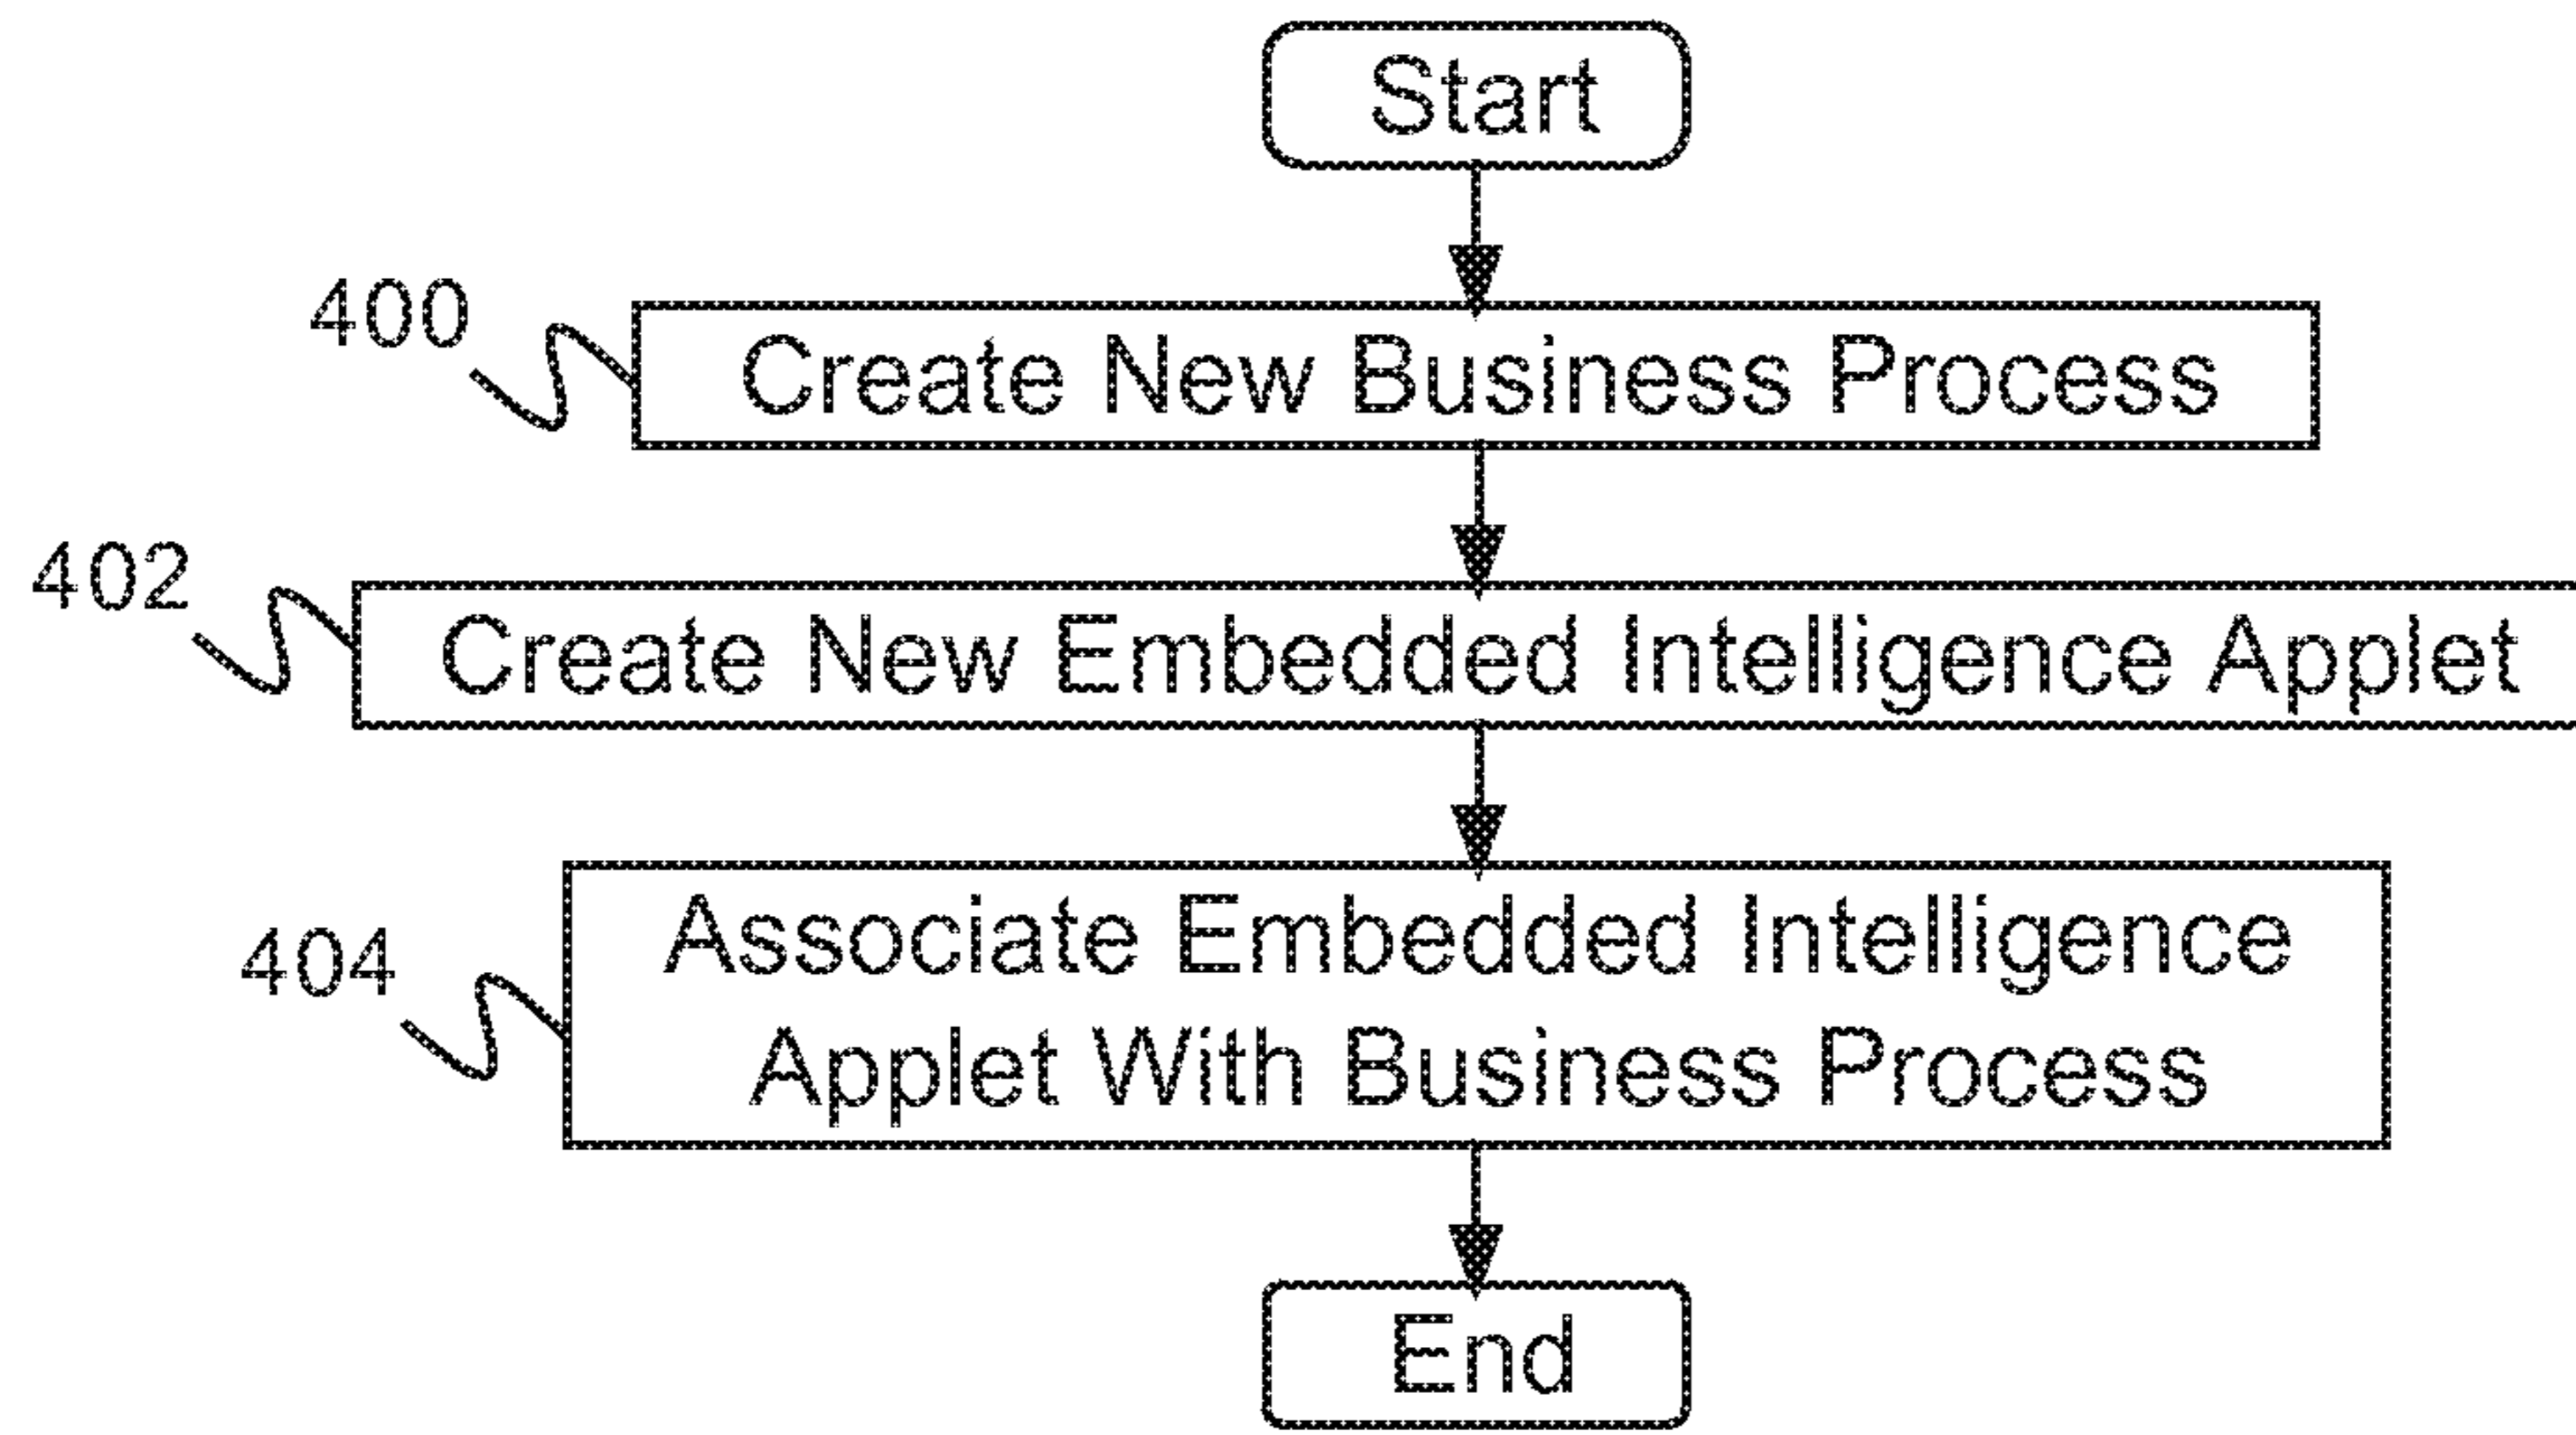 Start
400
Create New Business Process
402
Create New Embedded Intelligence Applet
404
Associate Embedded Intelligence
Applet With Business Process
End